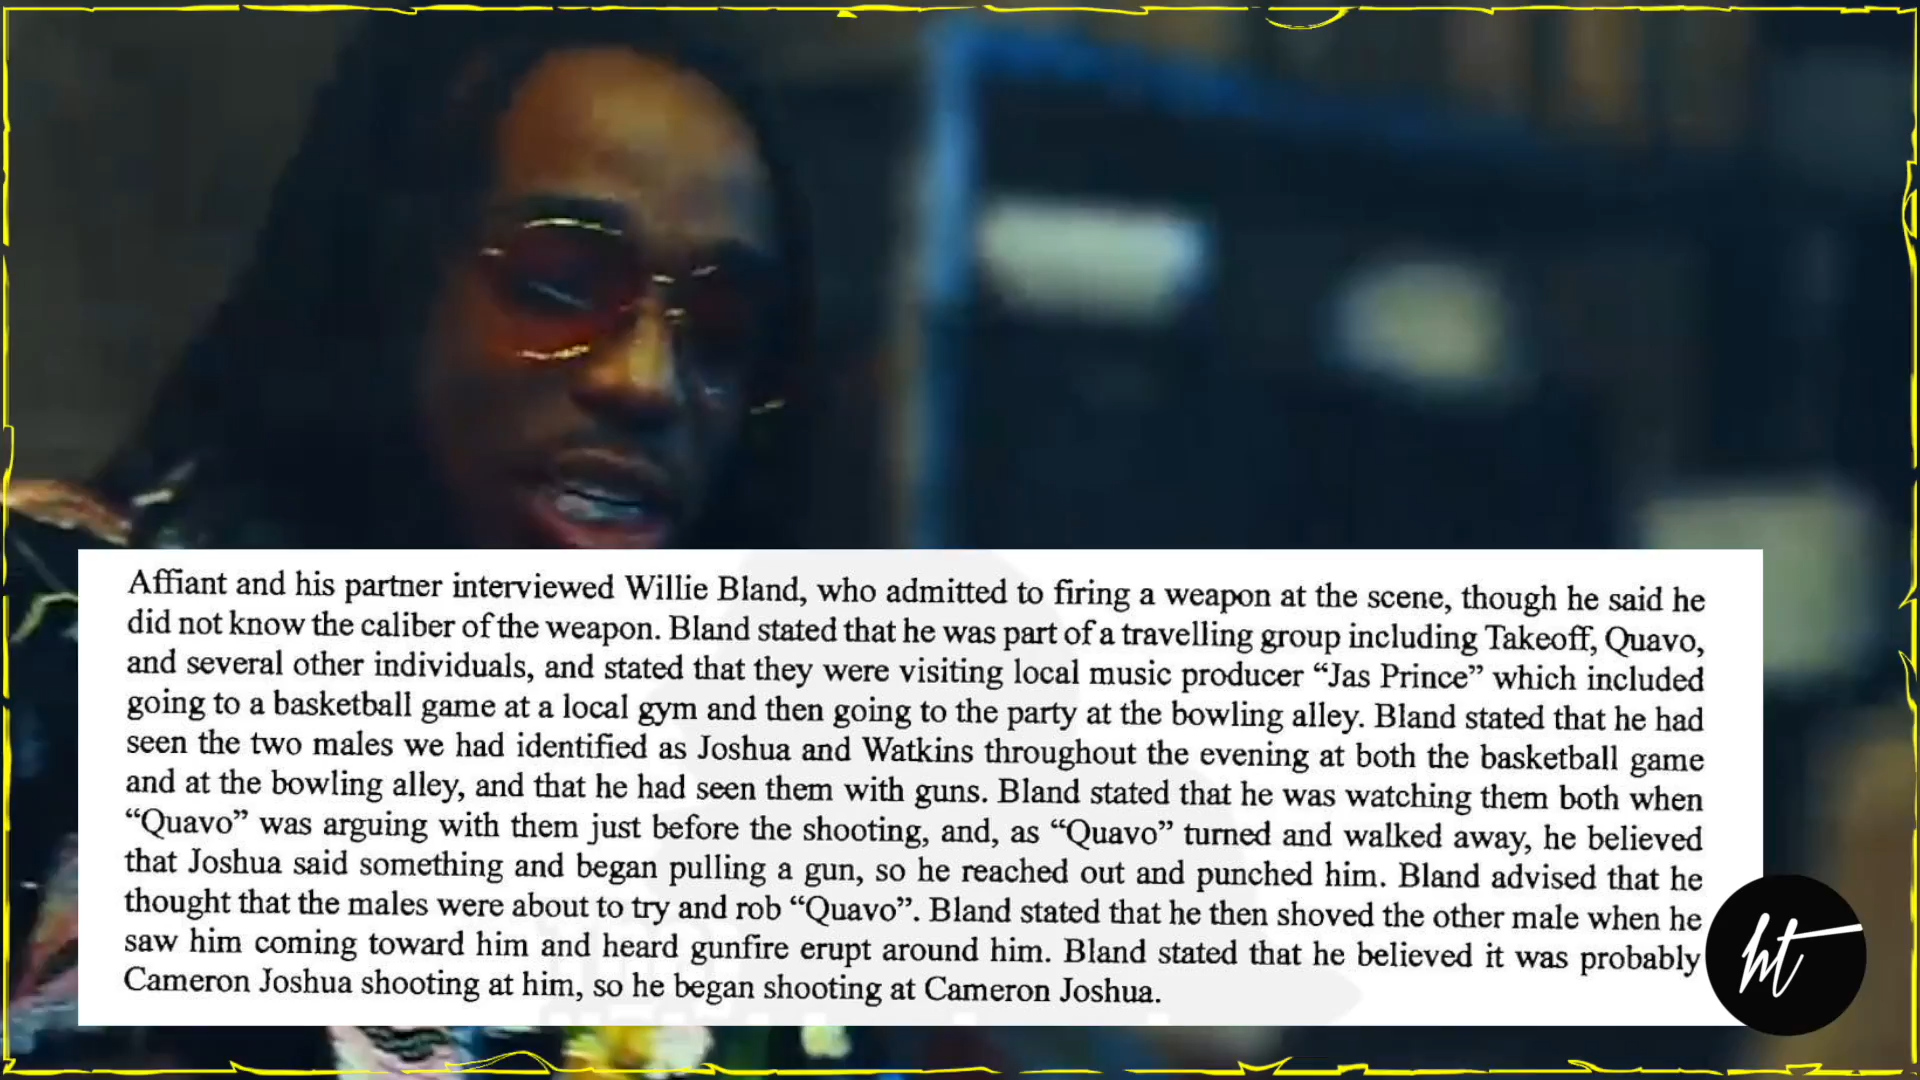 Affiant and his partner interviewed Willie Bland, who admitted to firing a weapon at the scene, though he said he
did not know the caliber of the weapon. Bland stated that he was part of a travelling group including Takeoff, Quavo,
and several other individuals, and stated that they were visiting local music producer “Jas Prince” which included
going to a basketball game at a local gym and then going to the party at the bowling alley. Bland stated that he had
seen the two males we had identified as Joshua and Watkins throughout the evening at both the basketball game
and at the bowling alley, and that he had seen them with guns. Bland stated that he was watching them both when
“Quavo” was arguing with them just before the shooting, and, as “Quavo” turned and walked away, he believed
that Joshua said something and began pulling a gun, so he reached out and punched him. Bland advised that he
thought that the males were about to try and rob “Quavo”. Bland stated that he then shoved the other male when he
saw him coming toward him and heard gunfire erupt around him. Bland stated that he believed it was probably
Cameron Joshua shooting at him, so he began shooting at Cameron Joshua.
ht